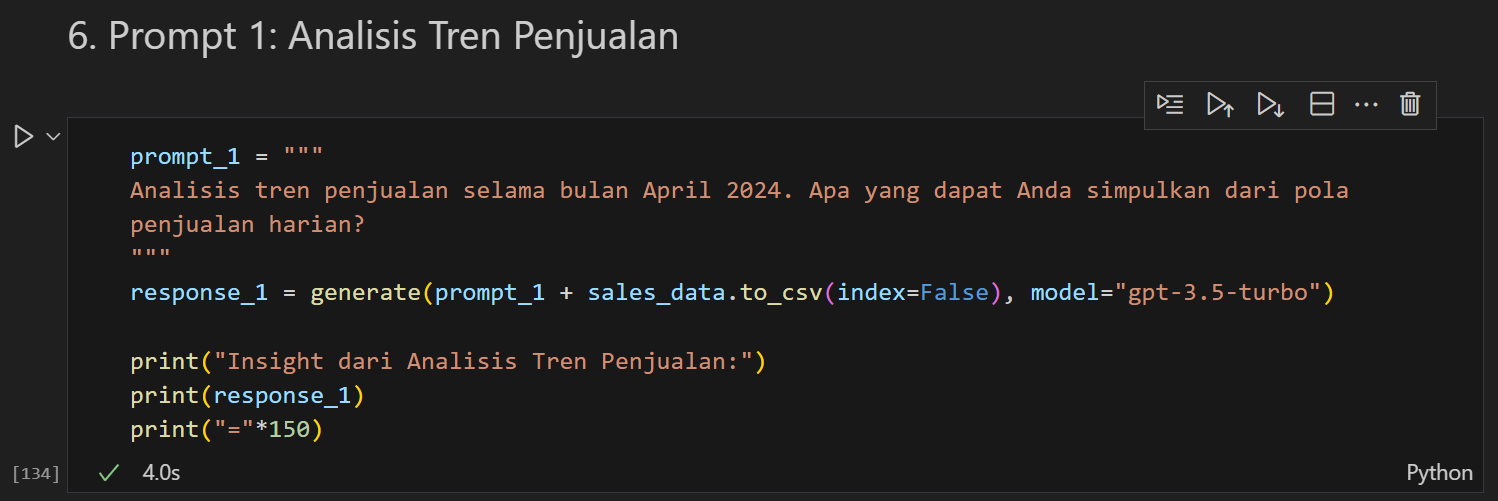 6. Prompt 1: Analisis Tren Penjualan
prompt_1 = """
Analisis tren penjualan selama bulan April 2024. Apa yang dapat Anda simpulkan dari pola
penjualan harian?
"""
response_1 = generate(prompt_1 + sales_data.to_csv(index=False), model="gpt-3.5-turbo")
print("Insight dari Analisis Tren Penjualan:")
print(response_1)
print("="*150)
[134] 4.0s Python